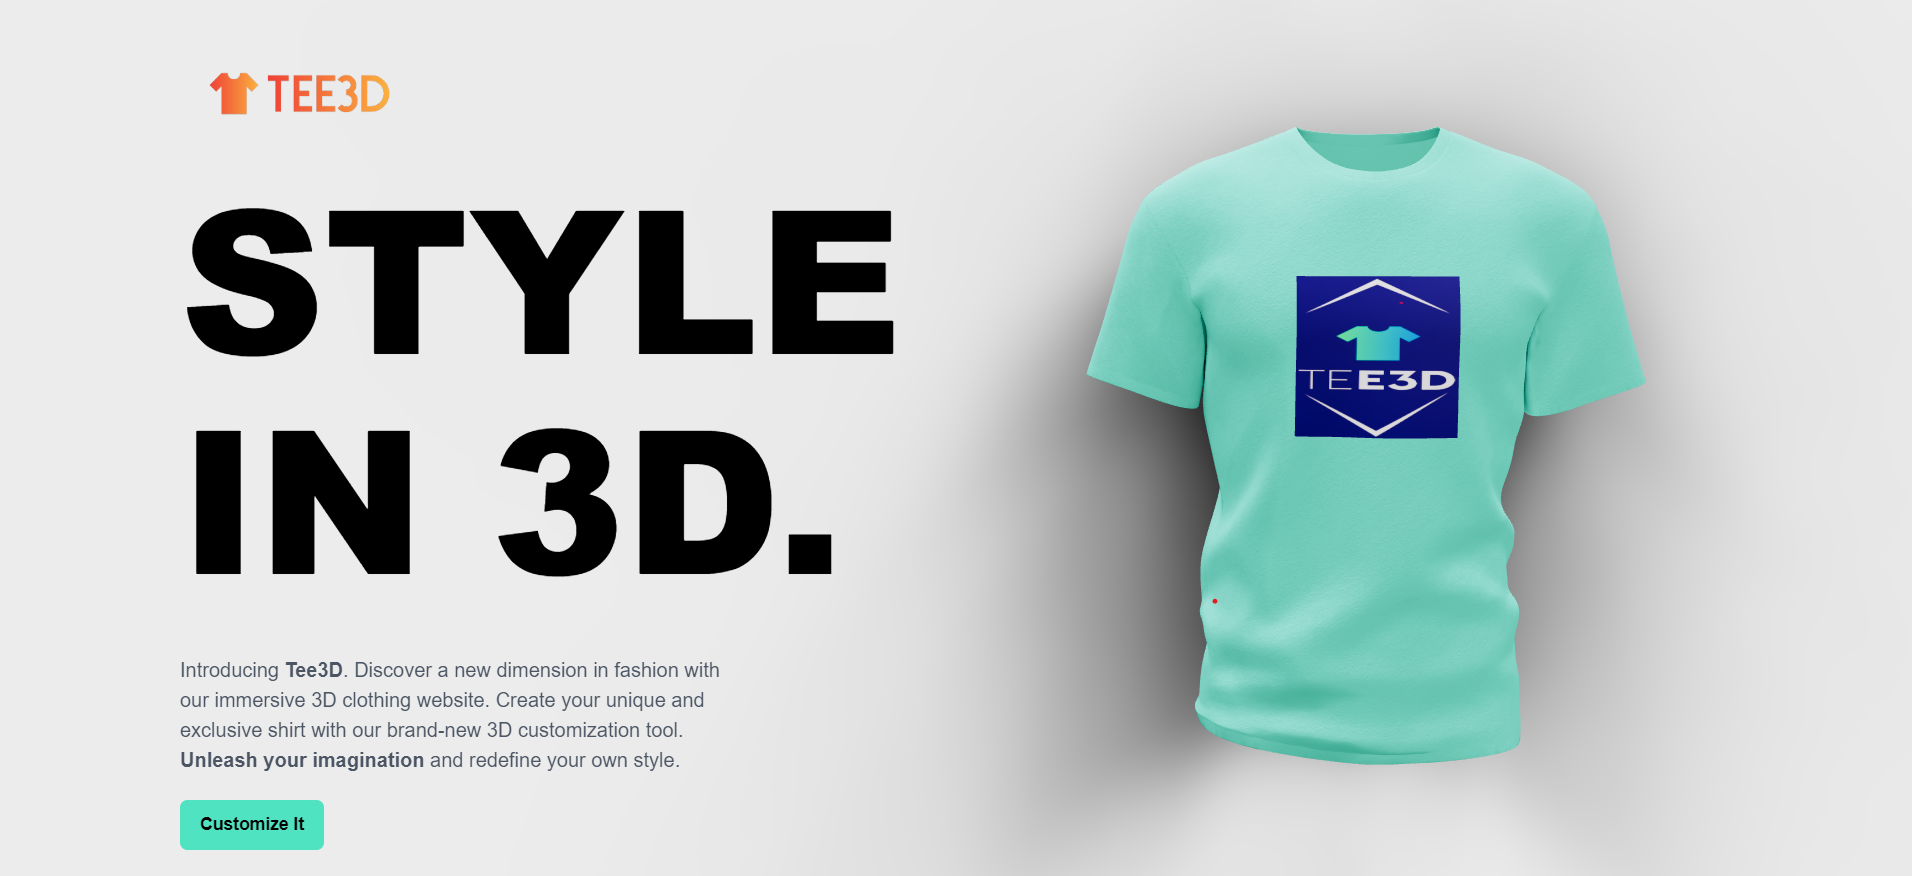 TEE3D
STYLE
IN 3D.
TEE3D
Introducing Tee3D. Discover a new dimension in fashion with
our immersive 3D clothing website. Create your unique and
exclusive shirt with our brand-new 3D customization tool.
Unleash your imagination and redefine your own style.
Customize It